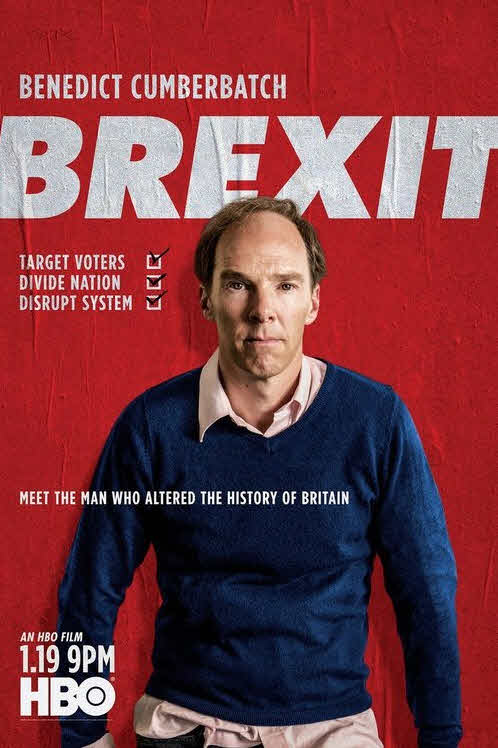 BENEDICT CUMBERBATCH
BREXIT
TARGET VOTERS
DIVIDE NATION
DISRUPT SYSTEM
MEET THE MAN WHO ALTERED THE HISTORY OF BRITAIN
AN HBO FILM
1.19 9PM
HBO